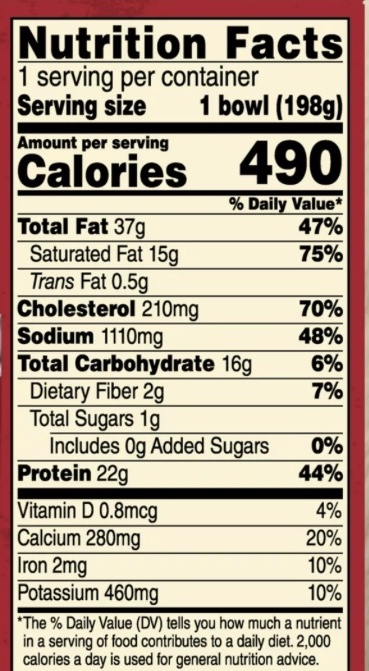 Nutrition Facts
1 serving per container
Serving size 1 bowl (198g)
Amount per serving
Calories 490
% Daily Value*
Total Fat 37g 47%
Saturated Fat 15g 75%
Trans Fat 0.5g
Cholesterol 210mg 70%
Sodium 1110mg 48%
Total Carbohydrate 16g 6%
Dietary Fiber 2g 7%
Total Sugars 1g
Includes 0g Added Sugars 0%
Protein 22g 44%
Vitamin D 0.8mcg 4%
Calcium 280mg 20%
Iron 2mg 10%
Potassium 460mg 10%
*The % Daily Value (DV) tells you how much a nutrient
in a serving of food contributes to a daily diet. 2,000
calories a day is used for general nutrition advice.